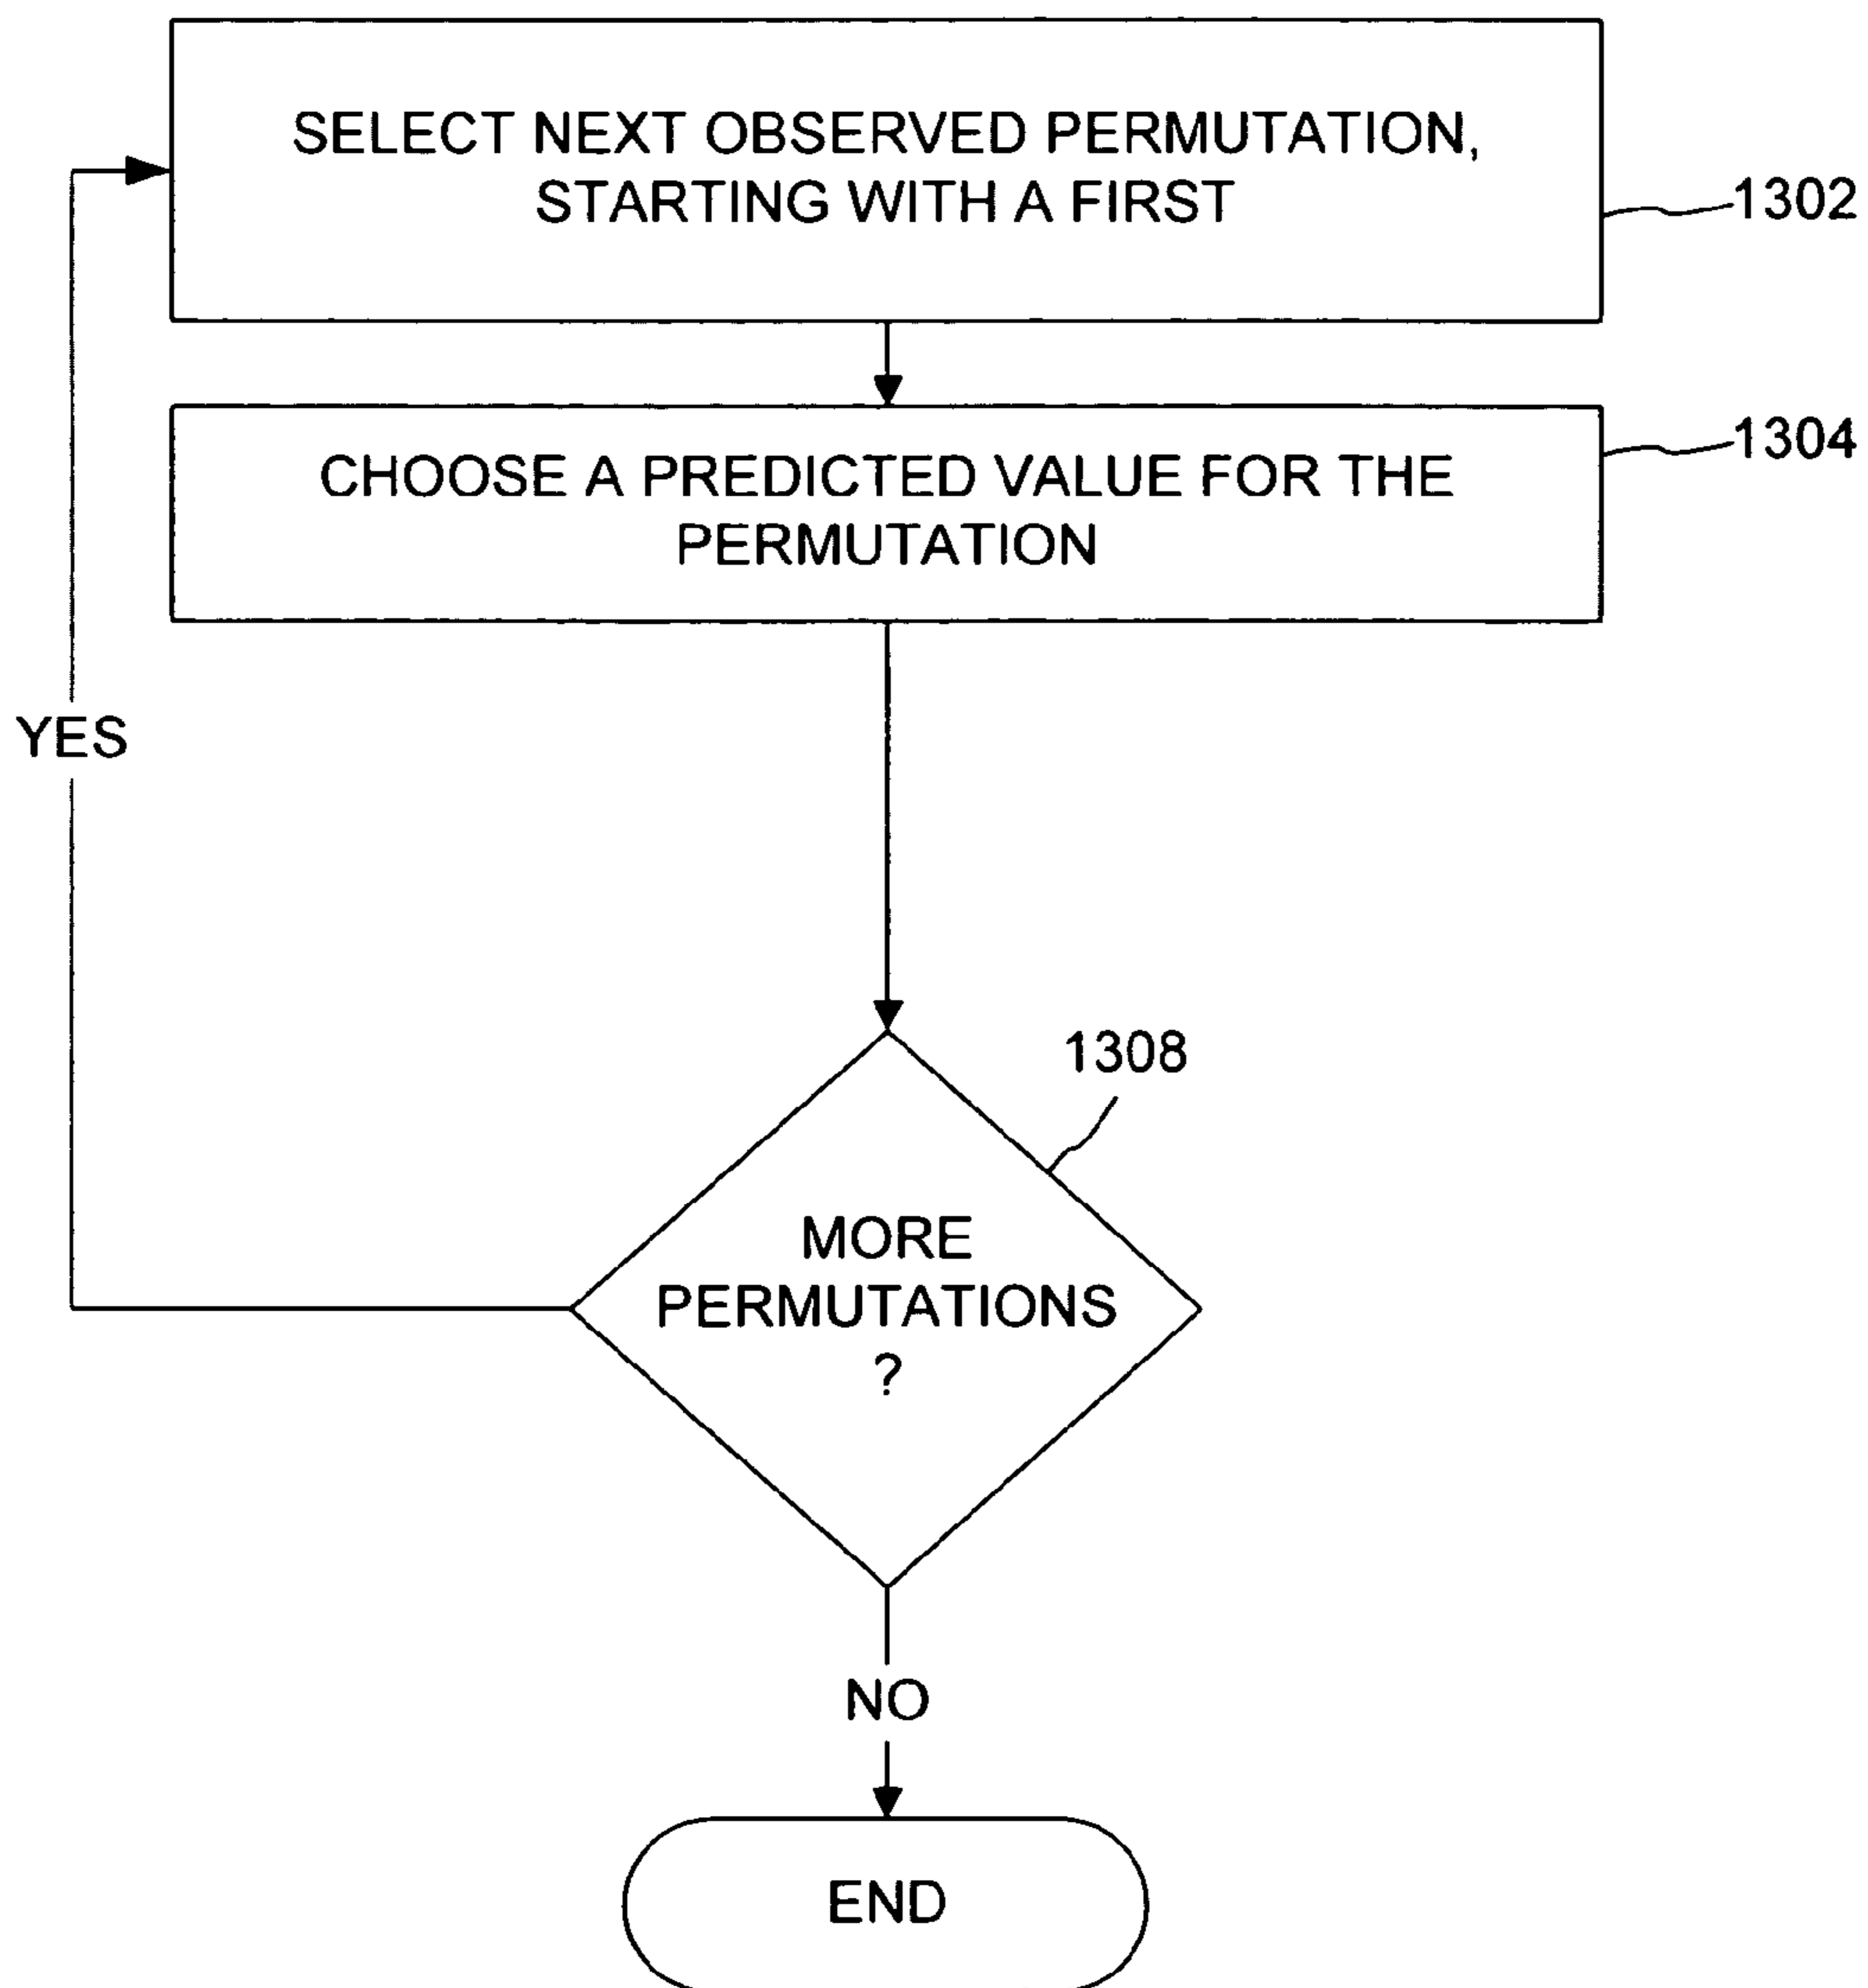 SELECT NEXT OBSERVED PERMUTATION,
STARTING WITH A FIRST
1302
CHOOSE A PREDICTED VALUE FOR THE
PERMUTATION
1304
YES
1308
MORE
PERMUTATIONS
?
NO
END